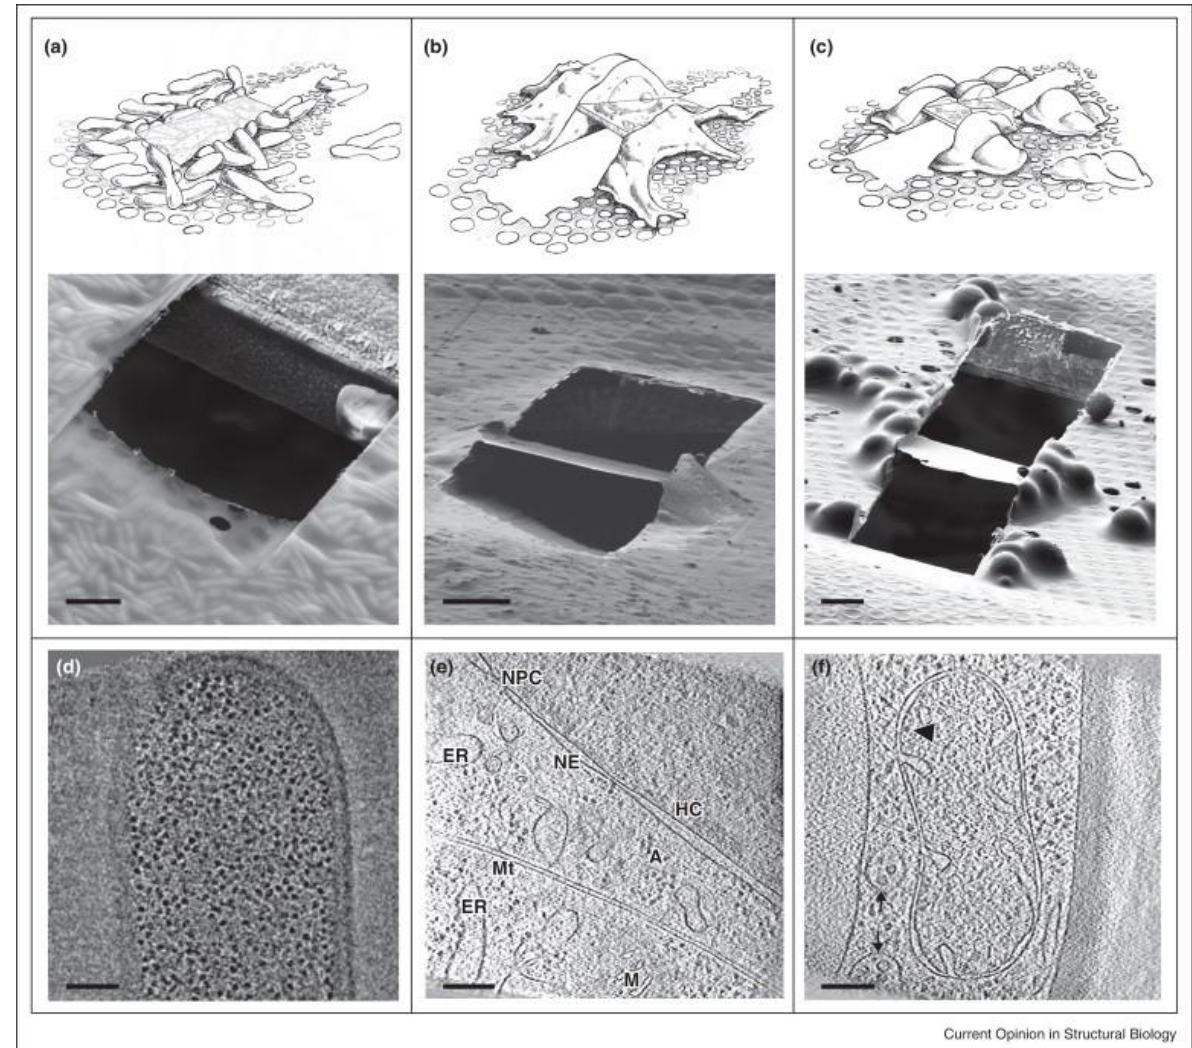 (a)
(b)
(c)
(d)
(e)
(f)
NPC
ER
NE
HC
A
Mt
ER
M
Current Opinion in Structural Biology